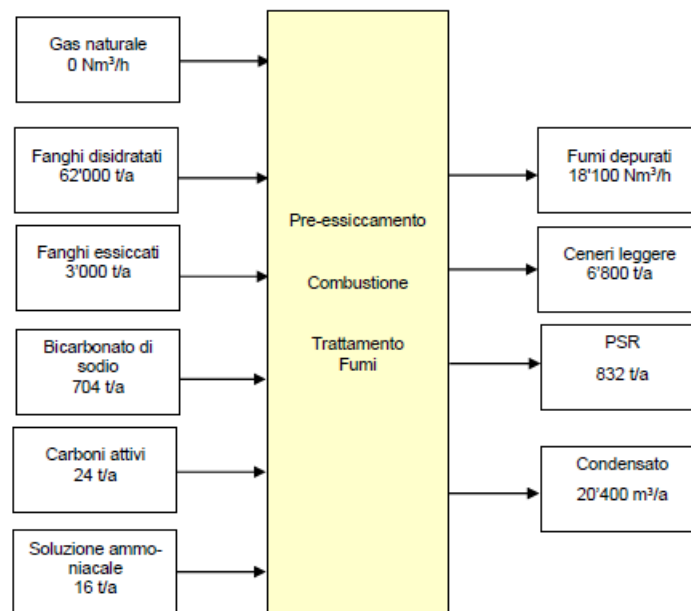 Gas naturale
0 Nm³/h
Fanghi disidratati
62'000 t/a
Fanghi essiccati
3'000 t/a
Bicarbonato di
sodio
704 t/a
Carboni attivi
24 t/a
Soluzione ammo-
niacale
16 t/a
Pre-essiccamento
Combustione
Trattamento
Fumi
Fumi depurati
18'100 Nm³/h
Ceneri leggere
6'800 t/a
PSR
832 t/a
Condensato
20'400 m³/a